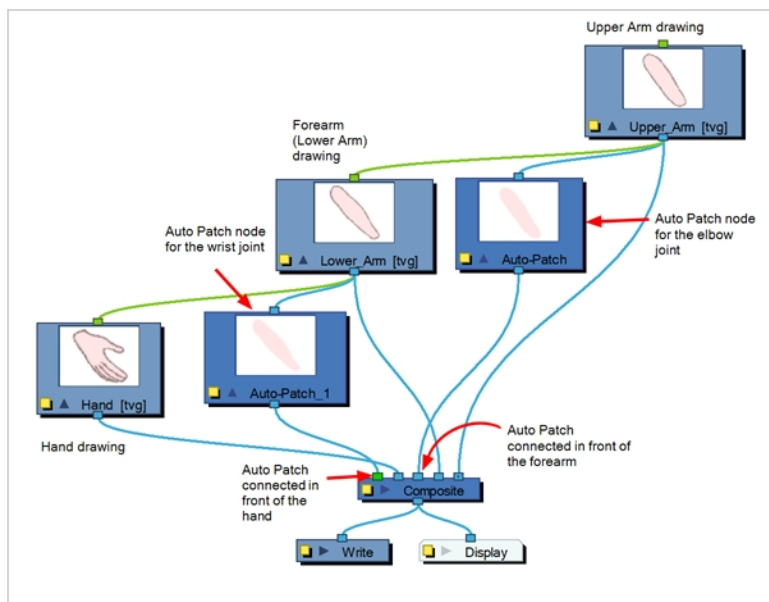 Upper Arm drawing
Upper_Arm [tvg]
Forearm
(Lower Arm)
drawing
Auto Patch node
for the wrist joint
Lower_Arm [tvg]
Auto-Patch
Auto Patch node
for the elbow
joint
Hand [tvg]
Auto-Patch_1
Hand drawing
Auto Patch
connected in front of
the forearm
Auto Patch
connected in
front of the
hand
Composite
Write
Display